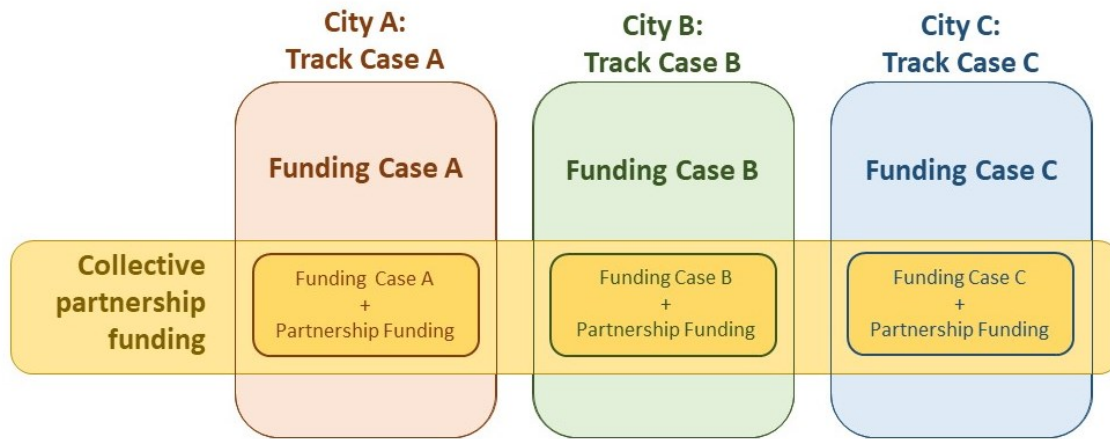 City A:
Track Case A
City B:
Track Case B
City C:
Track Case C
Funding Case A
Funding Case B
Funding Case C
Collective
partnership
funding
Funding Case A
+
Partnership Funding
Funding Case B
+
Partnership Funding
Funding Case C
+
Partnership Funding